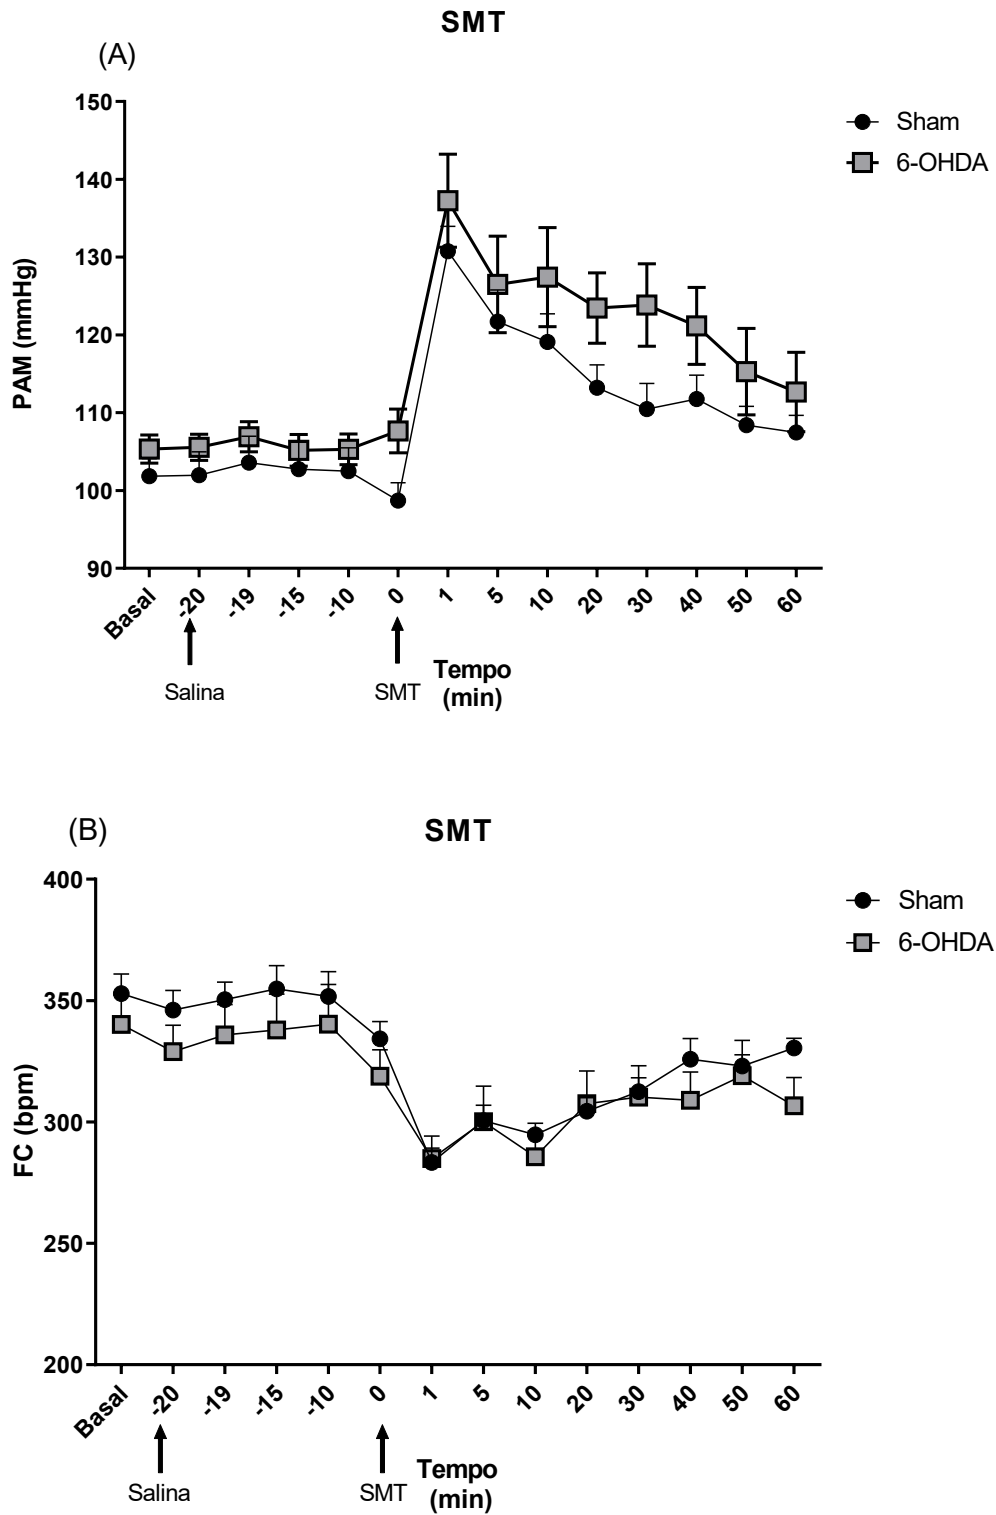 SMT
(A)
150
140
130
120
110
100
90
PAM (mmHg)
Sham
6-OHDA
Basal -20 -19 -15 -10 0 1 5 10 20 30 40 50 60
Salina
SMT
Tempo
(min)
(B)
SMT
400
350
300
250
200
FC (bpm)
Sham
6-OHDA
Basal -20 -19 -15 -10 0 1 5 10 20 30 40 50 60
Salina
SMT
Tempo
(min)